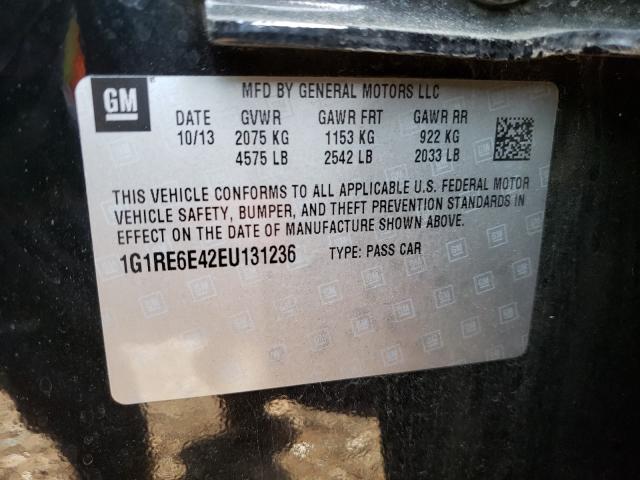 GM
MFD BY GENERAL MOTORS LLC
DATE GVWR GAWR FRT GAWR RR
10/13 2075 KG 1153 KG 922 KG
4575 LB 2542 LB 2033 LB
THIS VEHICLE CONFORMS TO ALL APPLICABLE U.S. FEDERAL MOTOR
VEHICLE SAFETY, BUMPER, AND THEFT PREVENTION STANDARDS IN
EFFECT ON THE DATE OF MANUFACTURE SHOWN ABOVE.
1G1RE6E42EU131236 TYPE: PASS CAR